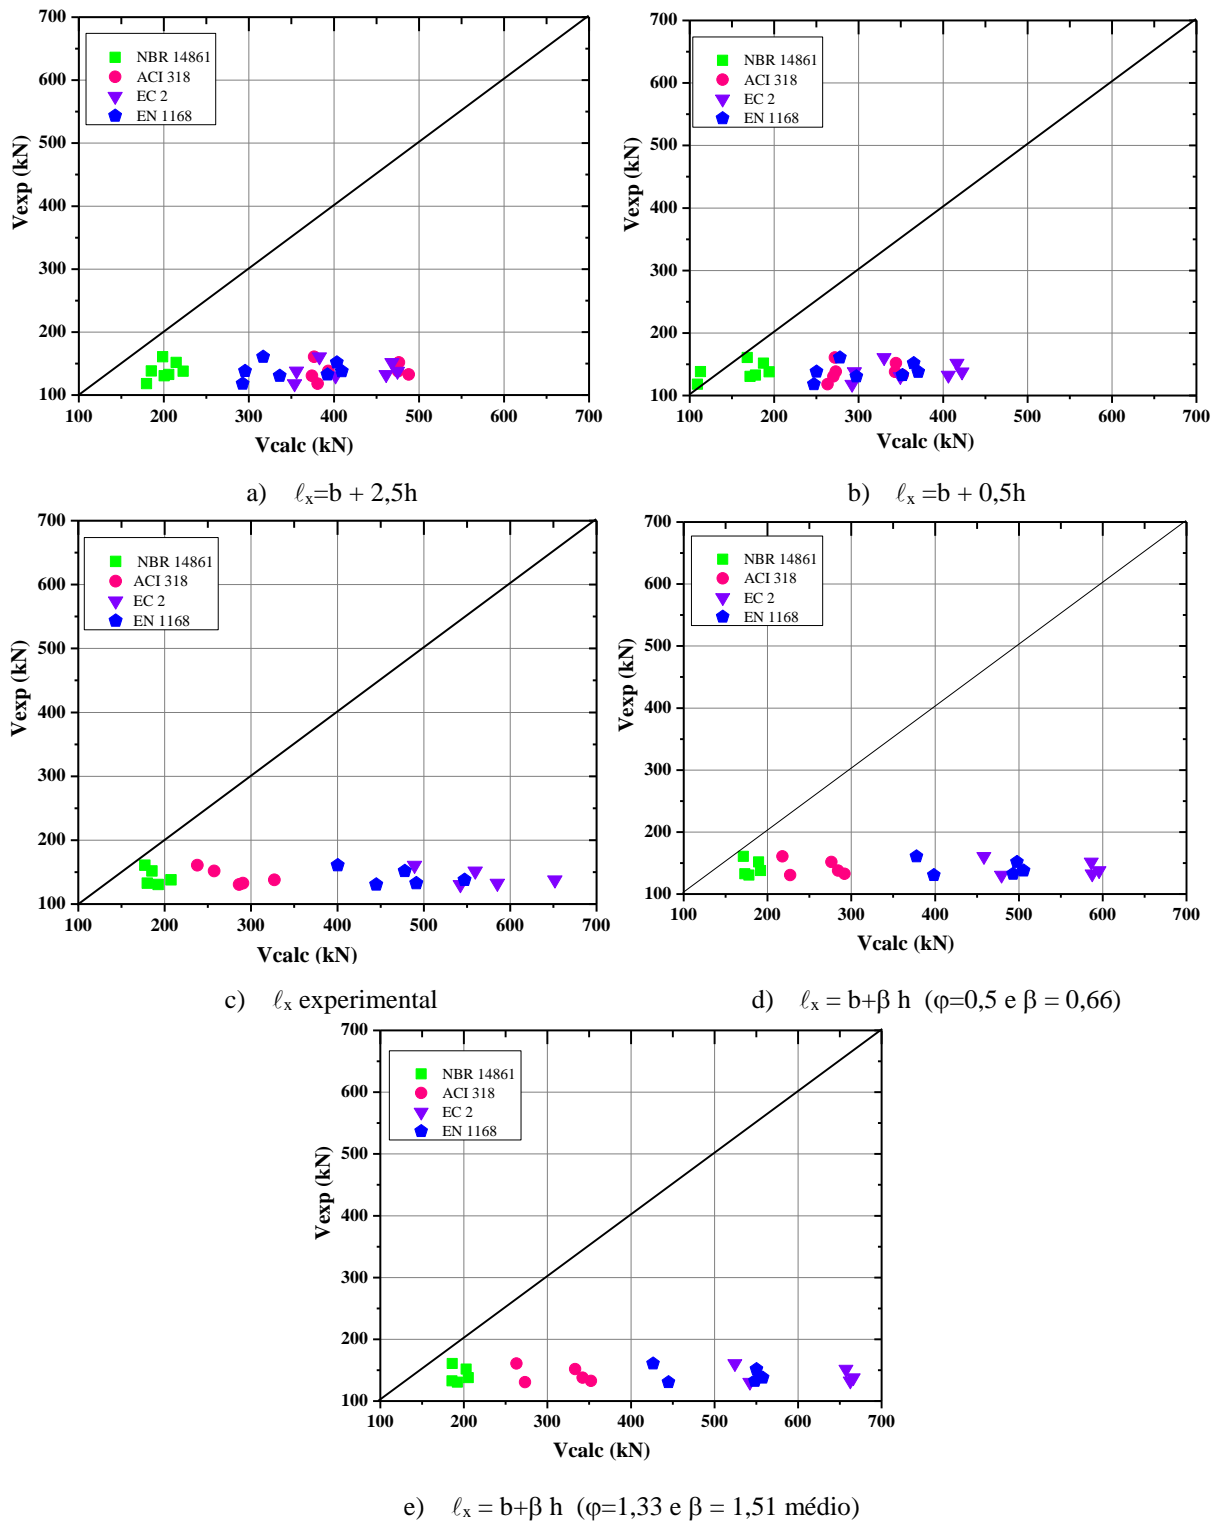 700
600
500
400
300
200
100
Vexp (kN)
NBR 14861
ACI 318
EC 2
EN 1168
100 200 300 400 500 600 700
Vcalc (kN)
a) ℓx=b + 2,5h
700
600
500
400
300
200
100
Vexp (kN)
NBR 14861
ACI 318
EC 2
EN 1168
100 200 300 400 500 600 700
Vcalc (kN)
b) ℓx =b + 0,5h
700
600
500
400
300
200
100
Vexp (kN)
NBR 14861
ACI 318
EC 2
EN 1168
100 200 300 400 500 600 700
Vcalc (kN)
c) ℓx experimental
700
600
500
400
300
200
100
Vexp (kN)
NBR 14861
ACI 318
EC 2
EN 1168
100 200 300 400 500 600 700
Vcalc (kN)
d) ℓx = b+β h (φ=0,5 e β = 0,66)
700
600
500
400
300
200
100
Vexp (kN)
NBR 14861
ACI 318
EC 2
EN 1168
100 200 300 400 500 600 700
Vcalc (kN)
e) ℓx = b+β h (φ=1,33 e β = 1,51 médio)